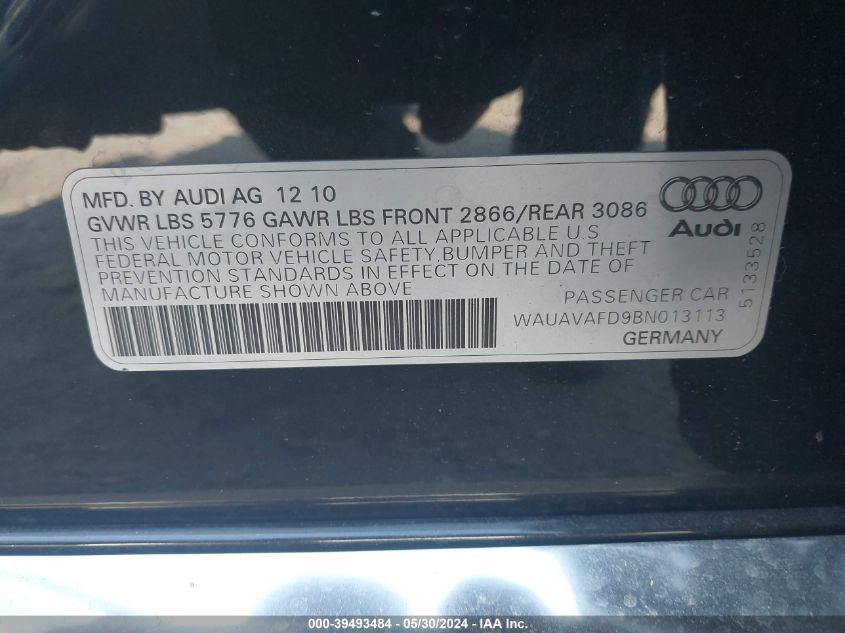 MFD. BY AUDI AG 12 10
GVWR LBS 5776 GAWR LBS FRONT 2866/REAR 3086
THIS VEHICLE CONFORMS TO ALL APPLICABLE U.S
FEDERAL MOTOR VEHICLE SAFETY, BUMPER AND THEFT
PREVENTION STANDARDS IN EFFECT ON THE DATE OF
MANUFACTURE SHOWN ABOVE
Audi
5133528
PASSENGER CAR
WAUAVAFD9BN013113
GERMANY
000-39493484 - 05/30/2024 - IAA Inc.